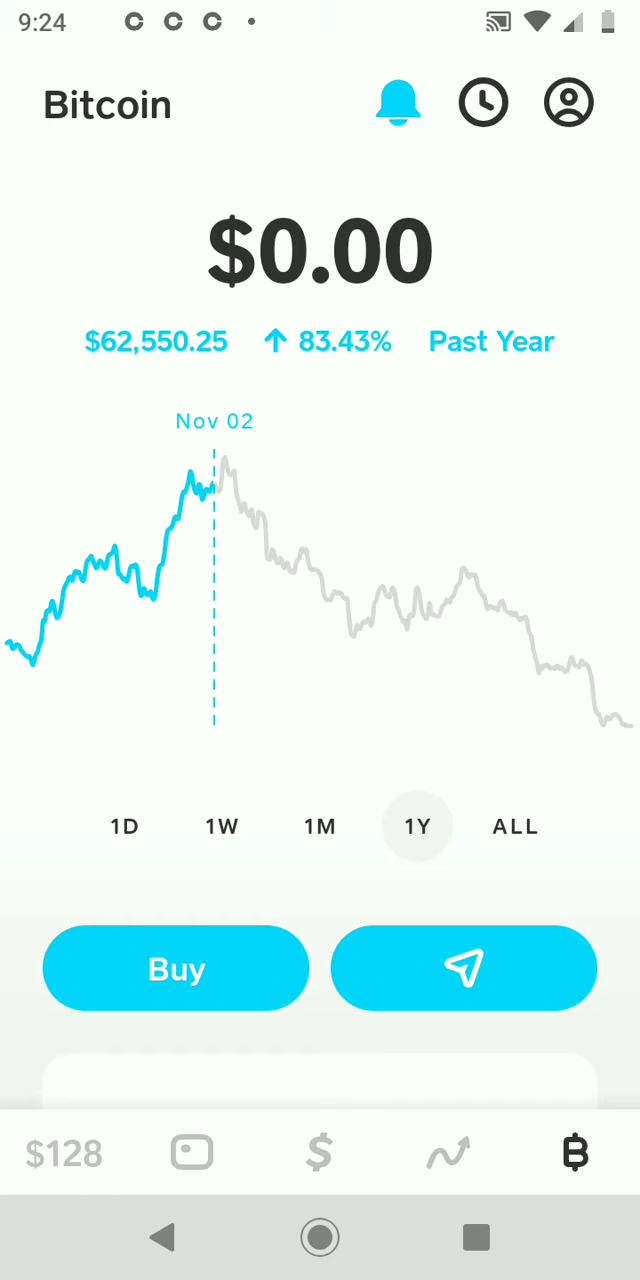 9:24
Bitcoin
$0.00
$62,550.25 ↑ 83.43% Past Year
Nov 02
1D 1W 1M 1Y ALL
Buy
$128 $